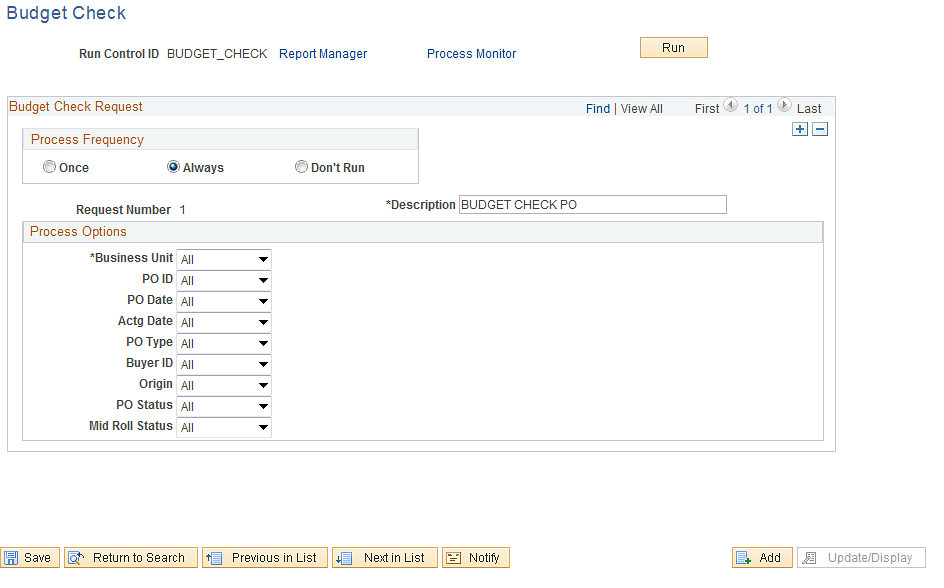 Budget Check
Run Control ID BUDGET_CHECK Report Manager Process Monitor Run
Budget Check Request Find | View All First 1 of 1 Last
Process Frequency
Once Always Don't Run
Request Number 1 *Description BUDGET CHECK PO
Process Options
*Business Unit All
PO ID All
PO Date All
Actg Date All
PO Type All
Buyer ID All
Origin All
PO Status All
Mid Roll Status All
Save Return to Search Previous in List Next in List Notify Add Update/Display